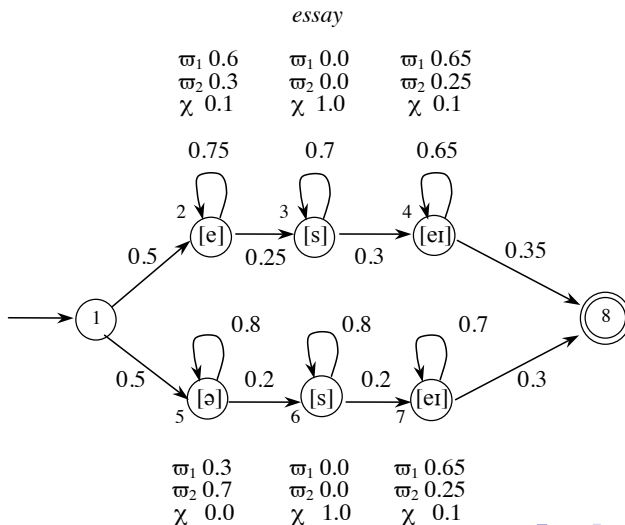 essay
ϖ₁ 0.6 ϖ₁ 0.0 ϖ₁ 0.65
ϖ₂ 0.3 ϖ₂ 0.0 ϖ₂ 0.25
χ 0.1 χ 1.0 χ 0.1
0.75 0.7 0.65
2 3 4
[e] [s] [eɪ]
0.5 0.25 0.3 0.35
1 8
0.8 0.8 0.7
0.5 0.2 0.2 0.3
[ə] [s] [eɪ]
5 6 7
ϖ₁ 0.3 ϖ₁ 0.0 ϖ₁ 0.65
ϖ₂ 0.7 ϖ₂ 0.0 ϖ₂ 0.25
χ 0.0 χ 1.0 χ 0.1